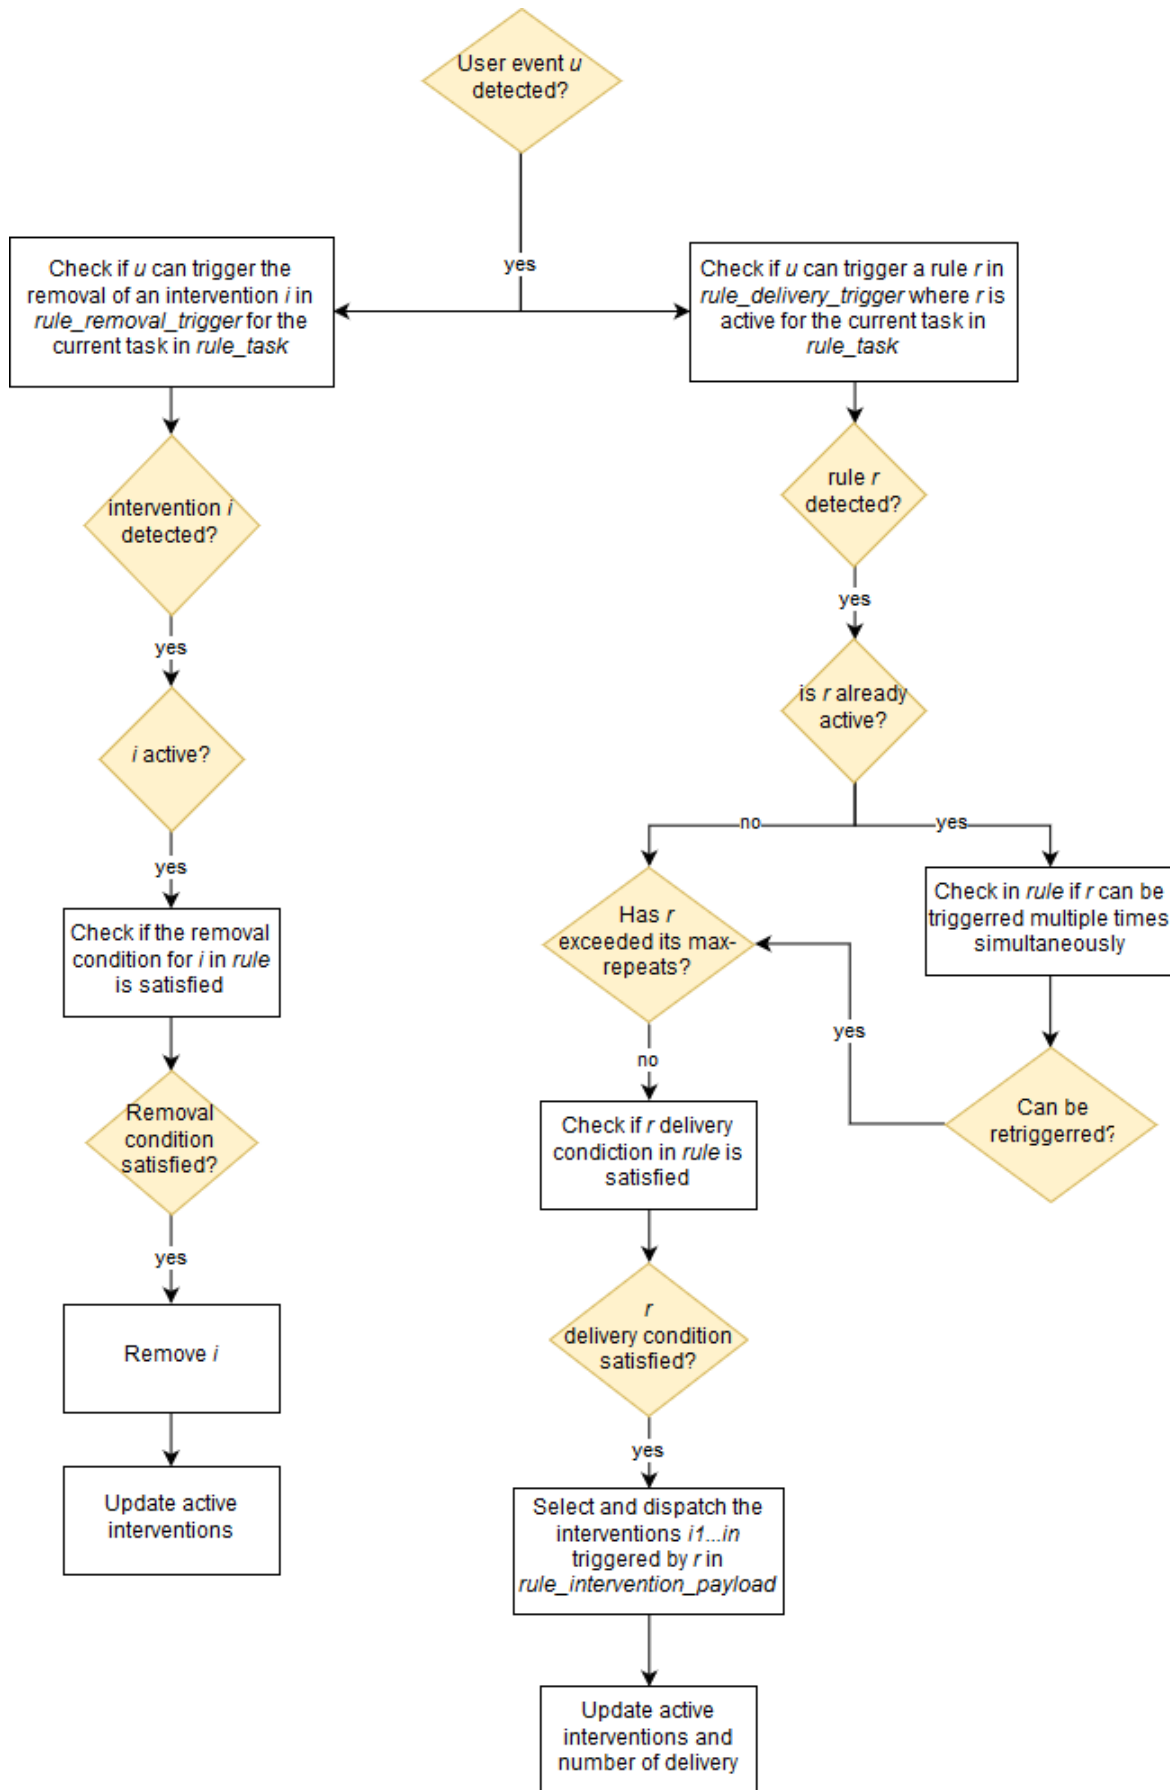 User event u
detected?
yes
Check if u can trigger the
removal of an intervention i in
rule_removal_trigger for the
current task in rule_task
intervention i
detected?
yes
i active?
yes
Check if the removal
condition for i in rule
is satisfied
Removal
condition
satisfied?
yes
Remove i
Update active
interventions
Check if u can trigger a rule r in
rule_delivery_trigger where r is
active for the current task in
rule_task
rule r
detected?
yes
is r already
active?
no
yes
Check in rule if r can be
triggerred multiple times
simultaneously
Can be
retriggerred?
yes
Has r
exceeded its max-
repeats?
no
Check if r delivery
condiction in rule is
satisfied
r
delivery condition
satisfied?
yes
Select and dispatch the
interventions i1...in
triggered by r in
rule_intervention_payload
Update active
interventions and
number of delivery